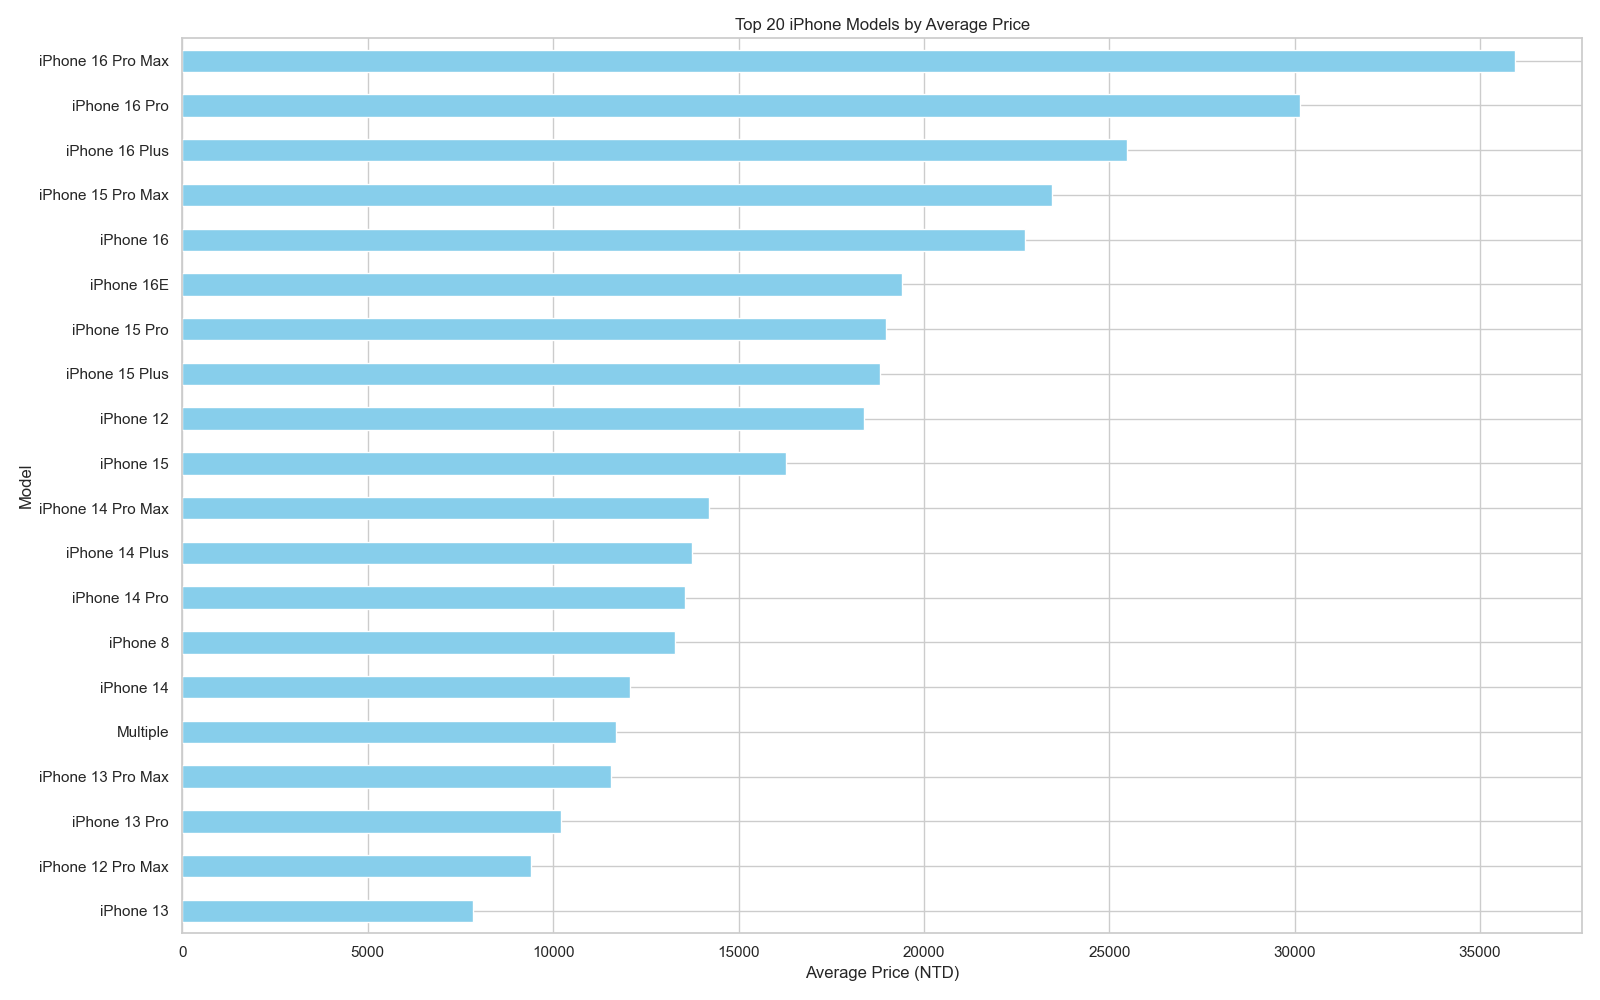 Top 20 iPhone Models by Average Price
Model
iPhone 16 Pro Max
iPhone 16 Pro
iPhone 16 Plus
iPhone 15 Pro Max
iPhone 16
iPhone 16E
iPhone 15 Pro
iPhone 15 Plus
iPhone 12
iPhone 15
iPhone 14 Pro Max
iPhone 14 Plus
iPhone 14 Pro
iPhone 8
iPhone 14
Multiple
iPhone 13 Pro Max
iPhone 13 Pro
iPhone 12 Pro Max
iPhone 13
0 5000 10000 15000 20000 25000 30000 35000
Average Price (NTD)